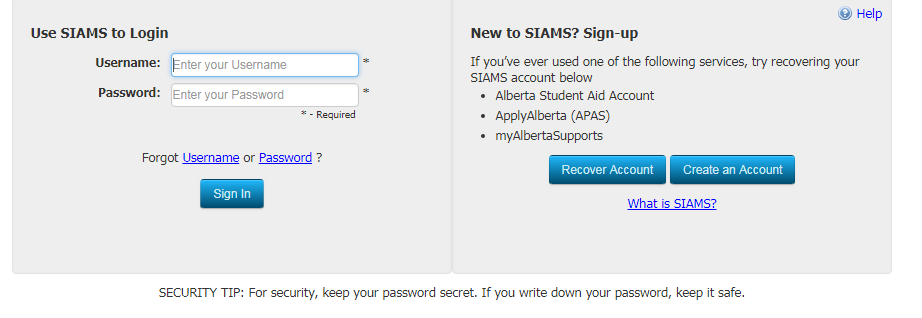 Help
Use SIAMS to Login
Username: Enter your Username *
Password: Enter your Password *
* - Required
Forgot Username or Password ?
Sign In
New to SIAMS? Sign-up
If you've ever used one of the following services, try recovering your
SIAMS account below
• Alberta Student Aid Account
• ApplyAlberta (APAS)
• myAlbertaSupports
Recover Account Create an Account
What is SIAMS?
SECURITY TIP: For security, keep your password secret. If you write down your password, keep it safe.